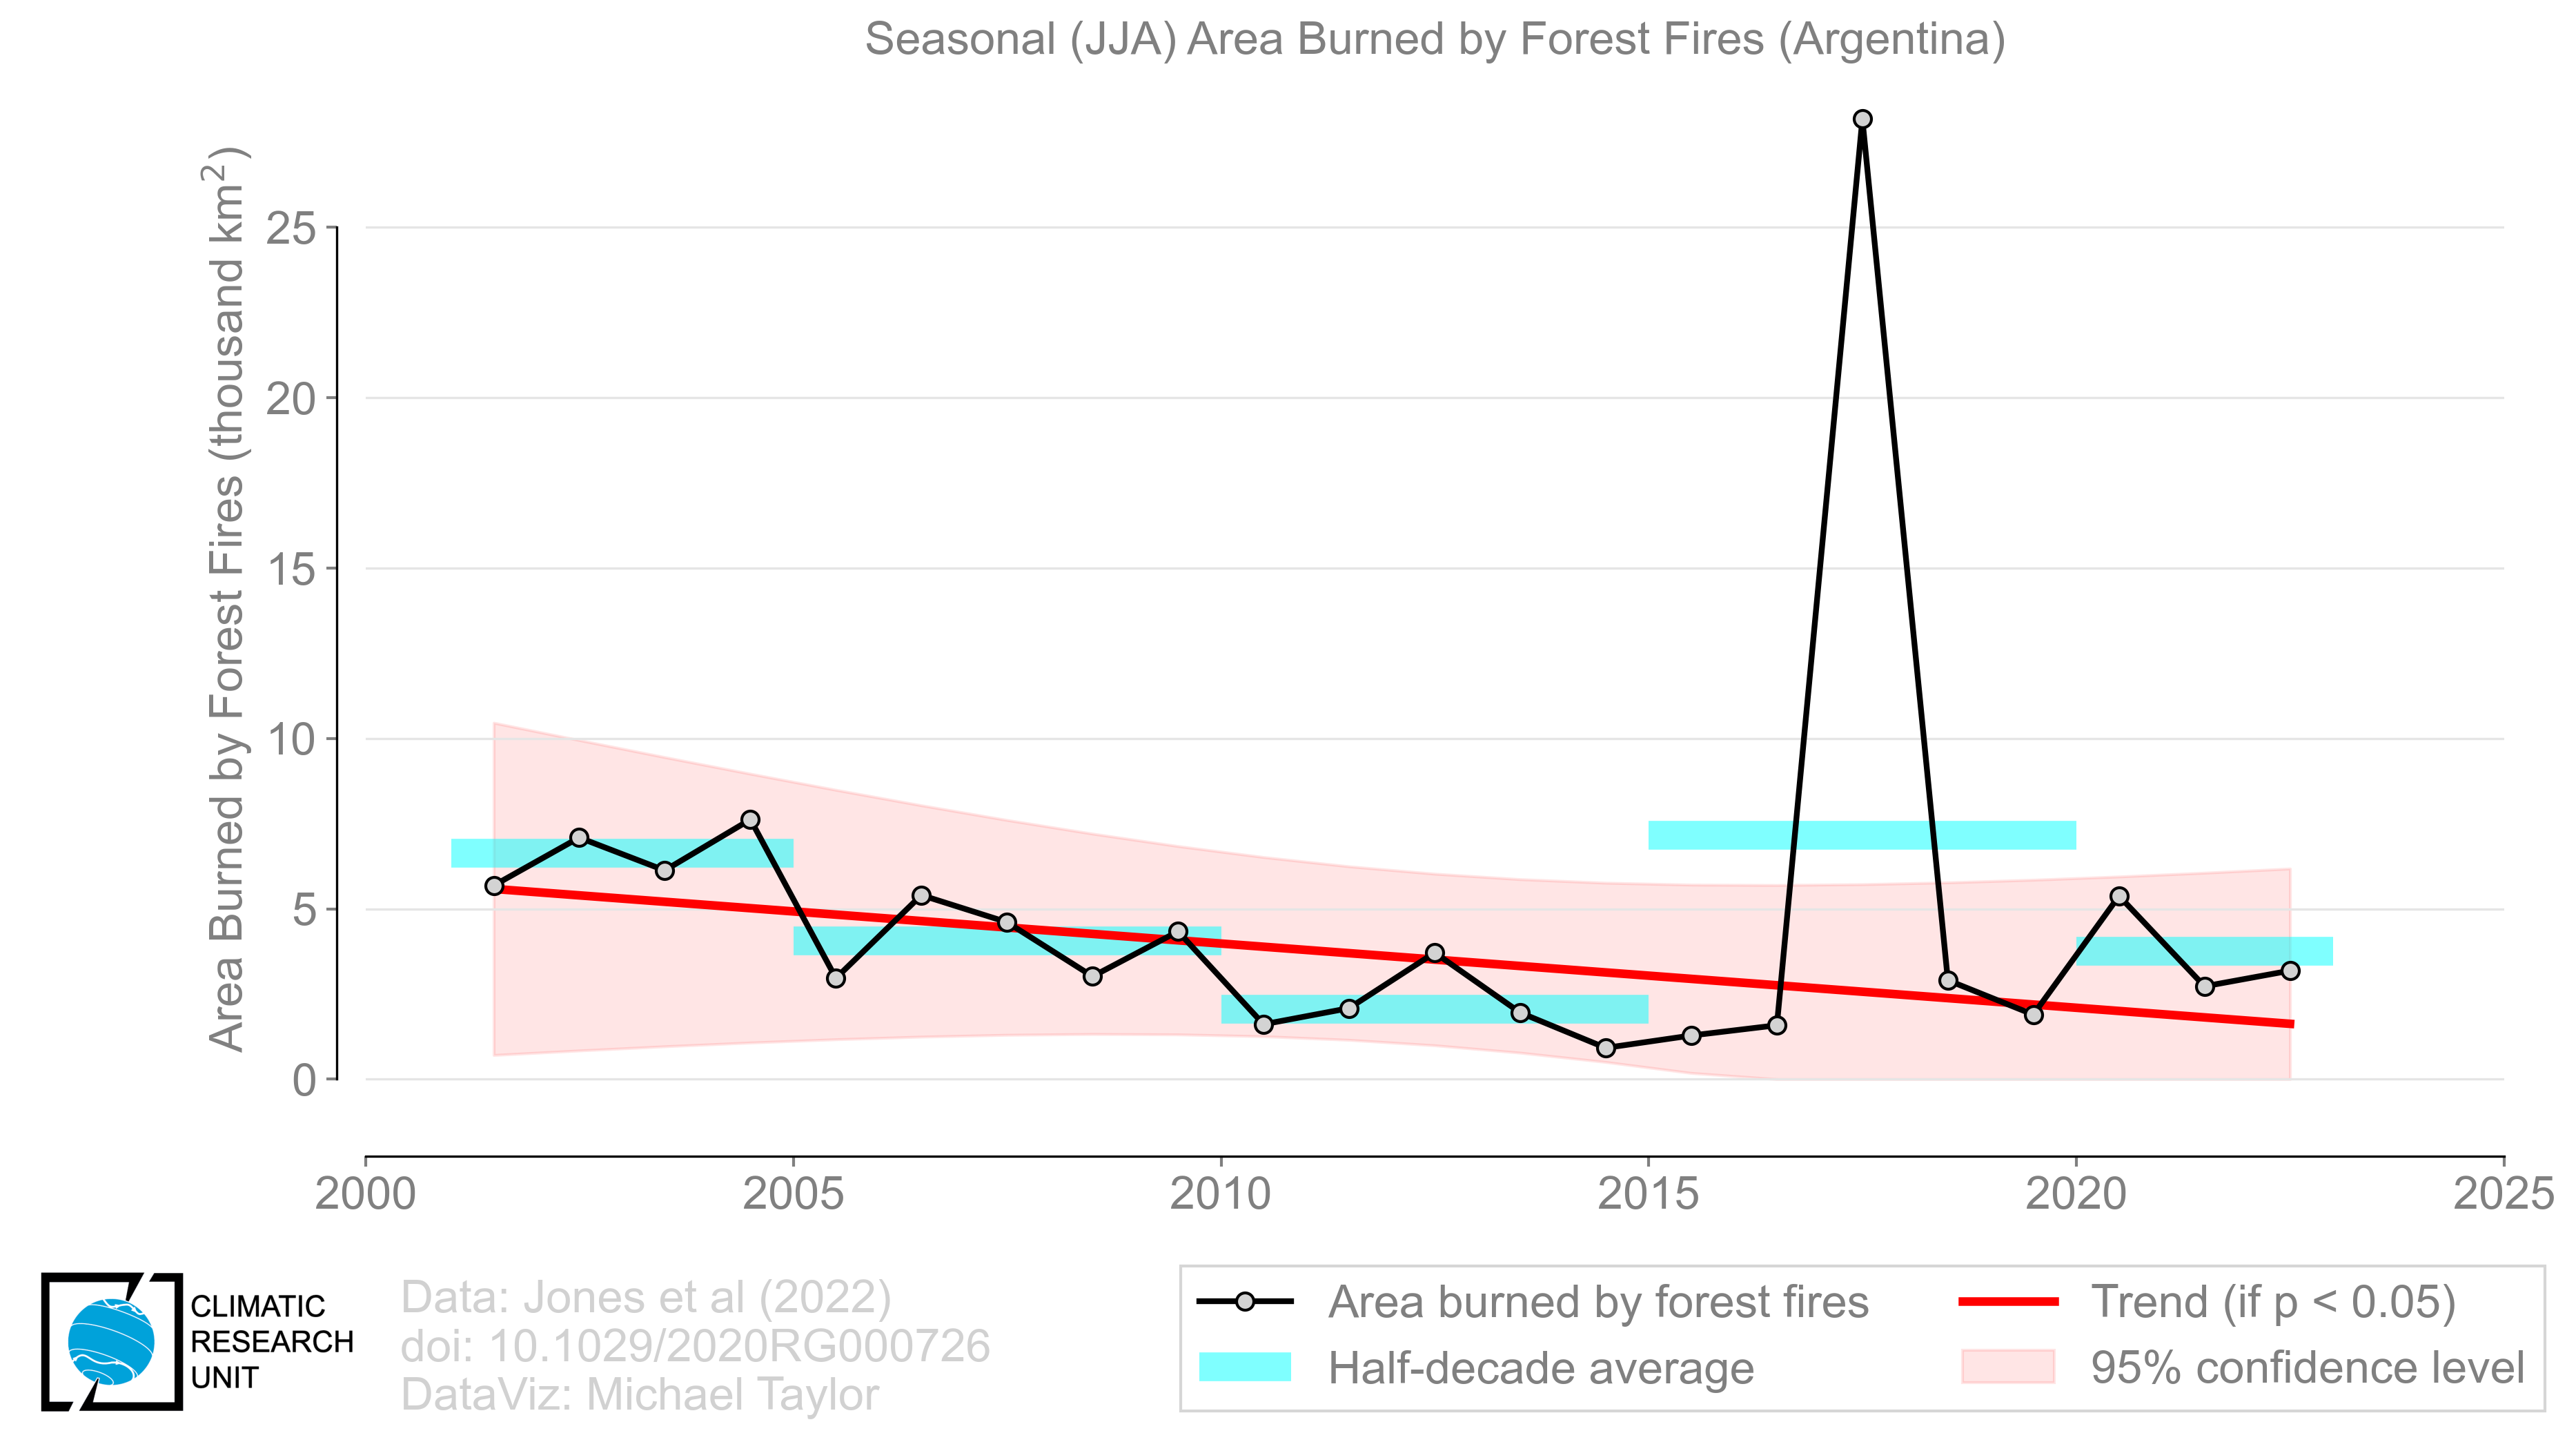 Seasonal (JJA) Area Burned by Forest Fires (Argentina)
Area Burned by Forest Fires (thousand km²)
25
20
15
10
5
0
2000
2005
2010
2015
2020
2025
CLIMATIC
RESEARCH
UNIT
Data: Jones et al (2022)
doi: 10.1029/2020RG000726
DataViz: Michael Taylor
Area burned by forest fires
Half-decade average
Trend (if p < 0.05)
95% confidence level